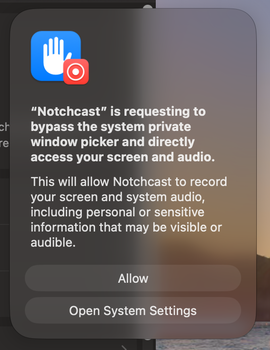 “Notchcast” is requesting to
bypass the system private
window picker and directly
access your screen and audio.
This will allow Notchcast to record
your screen and system audio,
including personal or sensitive
information that may be visible or
audible.
Allow
Open System Settings